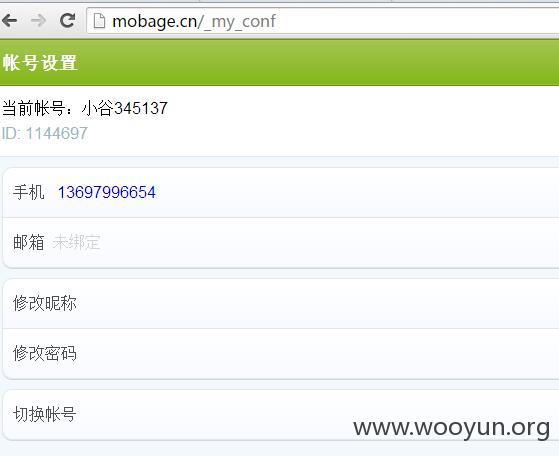 mobage.cn/_my_conf
帐号设置
当前帐号：小谷345137
ID: 1144697
手机 13697996654
邮箱 未绑定
修改昵称
修改密码
切换帐号
www.wooyun.org